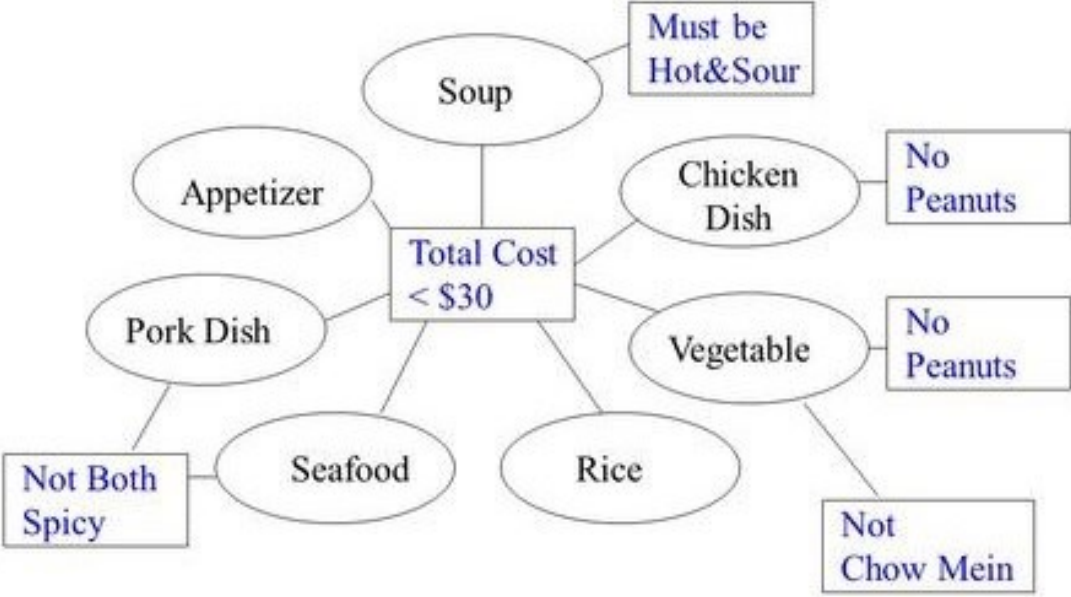 Must be
Hot&Sour
Soup
Appetizer
Chicken
Dish
No
Peanuts
Total Cost
< $30
Pork Dish
Vegetable
No
Peanuts
Not Both
Spicy
Seafood
Rice
Not
Chow Mein